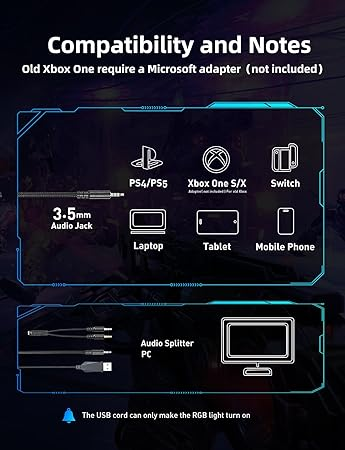 Compatibility and Notes
Old Xbox One require a Microsoft adapter (not included)
PS4/PS5
Xbox One S/X
Adapter(not included) For old Xbox
Switch
3.5mm
Audio Jack
Laptop
Tablet
Mobile Phone
Audio Splitter
PC
The USB cord can only make the RGB light turn on